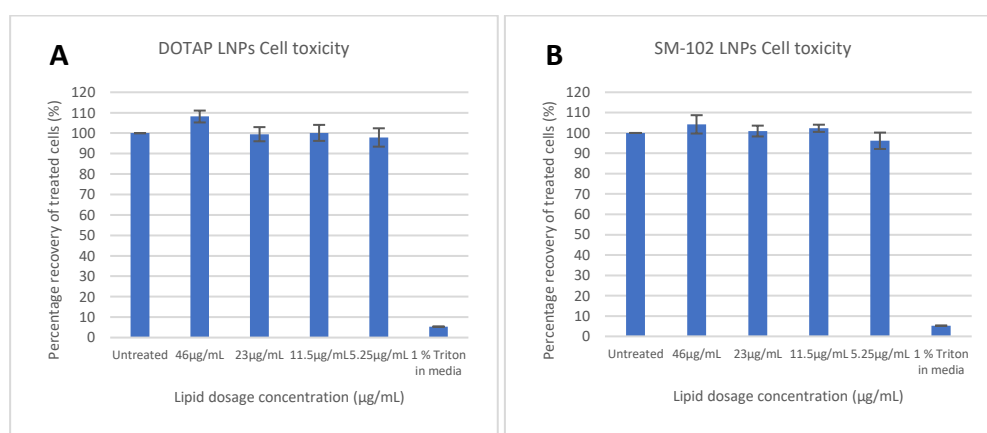 A
DOTAP LNPs Cell toxicity
Percentage recovery of treated cells (%)
120
110
100
90
80
70
60
50
40
30
20
10
0
Untreated 46µg/mL 23µg/mL 11.5µg/mL 5.25µg/mL 1 % Triton
in media
Lipid dosage concentration (µg/mL)
B
SM-102 LNPs Cell toxicity
Percentage recovery of treated cells (%)
120
110
100
90
80
70
60
50
40
30
20
10
0
Untreated 46µg/mL 23µg/mL 11.5µg/mL 5.25µg/mL 1 % Triton
in media
Lipid dosage concentration (µg/mL)